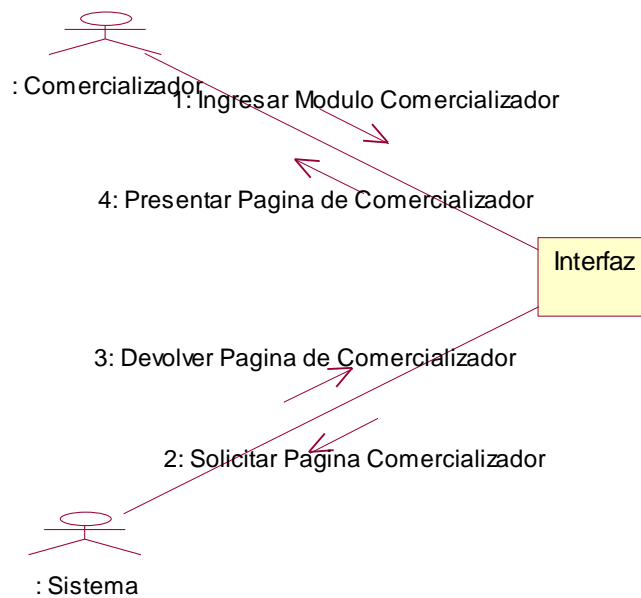 : Comercializador
1: Ingresar Modulo Comercializador
4: Presentar Pagina de Comercializador
Interfaz
3: Devolver Pagina de Comercializador
2: Solicitar Pagina Comercializador
: Sistema